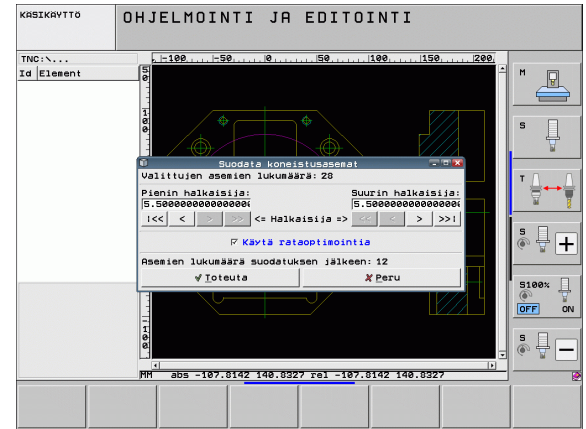 KÄSIKÄYTTÖ
OHJELMOINTI JA EDITOINTI
TNC:\...
-100 -50 0 50 100 150 200
Id Element
Suodata koneistusasemat
Valittujen asemien lukumäärä: 28
Pienin halkaisija: Suurin halkaisija:
5.5000000000000000 5.5000000000000000
|<< < > >> <= Halkaisija => << < > >>|
Käytä rataoptimointia
Asemien lukumäärä suodatuksen jälkeen: 12
Toteuta Peru
MM abs -107.8142 140.8327 rel -107.8142 140.8327
M
S
T
S
S100%
OFF ON
S